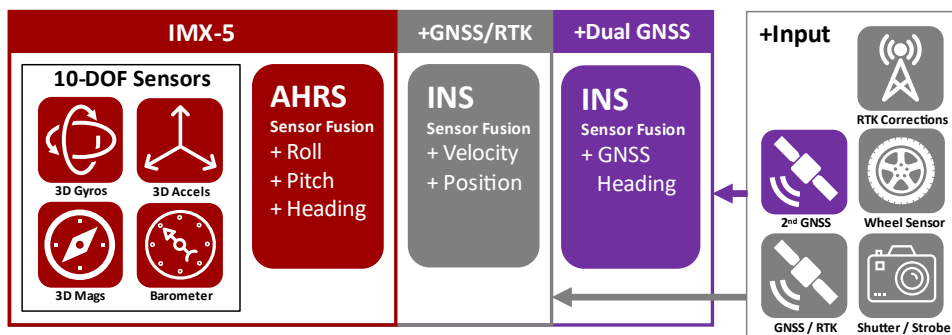 IMX-5
10-DOF Sensors
3D Gyros
3D Accels
3D Mags
Barometer
AHRS
Sensor Fusion
+ Roll
+ Pitch
+ Heading
+GNSS/RTK
INS
Sensor Fusion
+ Velocity
+ Position
+Dual GNSS
INS
Sensor Fusion
+ GNSS
Heading
+Input
RTK Corrections
2nd GNSS
Wheel Sensor
GNSS / RTK
Shutter / Strobe